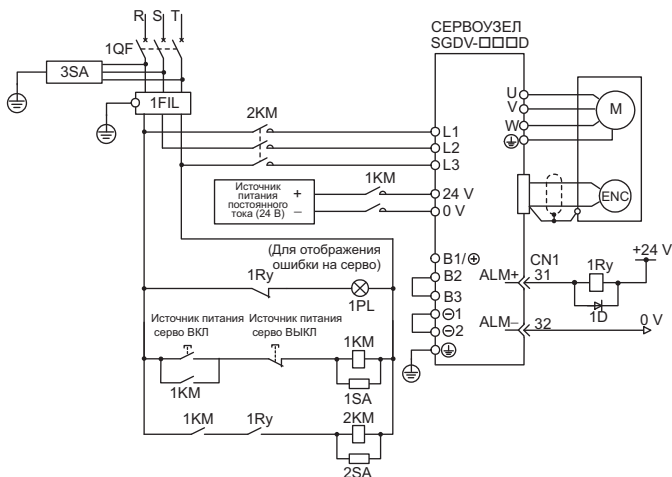 R S T
1QF
3SA
1FIL
2KM
СЕРВОУЗЕЛ
SGDV-□□□D
U
V
W
M
L1
L2
L3
Источник
питания
постоянного
тока (24 В)
+
–
1KM
24 V
0 V
ENC
(Для отображения
ошибки на серво)
1Ry
1PL
B1/⊕
B2
B3
⊖1
⊖2
CN1
ALM+ 31
1Ry
+24 V
1D
ALM– 32
0 V
Источник питания
серво ВКЛ
Источник питания
серво ВЫКЛ
1KM
1KM
1SA
1KM
1Ry
2KM
2SA